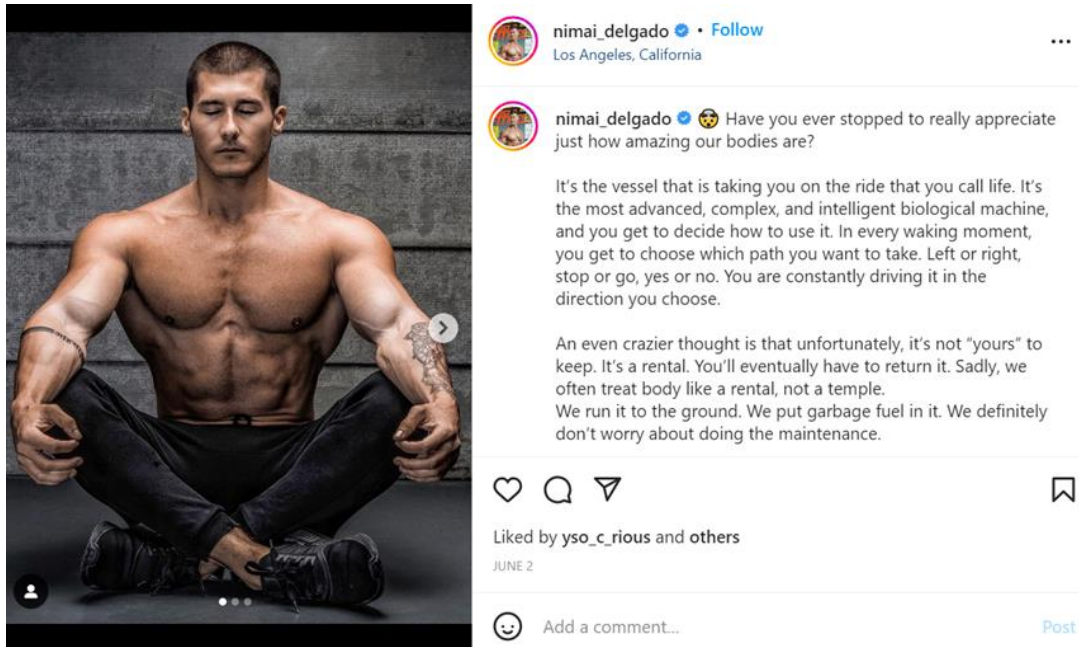 nimai_delgado • Follow
Los Angeles, California
nimai_delgado 🤯 Have you ever stopped to really appreciate
just how amazing our bodies are?
It's the vessel that is taking you on the ride that you call life. It's
the most advanced, complex, and intelligent biological machine,
and you get to decide how to use it. In every waking moment,
you get to choose which path you want to take. Left or right,
stop or go, yes or no. You are constantly driving it in the
direction you choose.
An even crazier thought is that unfortunately, it's not “yours” to
keep. It's a rental. You'll eventually have to return it. Sadly, we
often treat body like a rental, not a temple.
We run it to the ground. We put garbage fuel in it. We definitely
don't worry about doing the maintenance.
Liked by yso_c_rious and others
JUNE 2
Add a comment...
Post